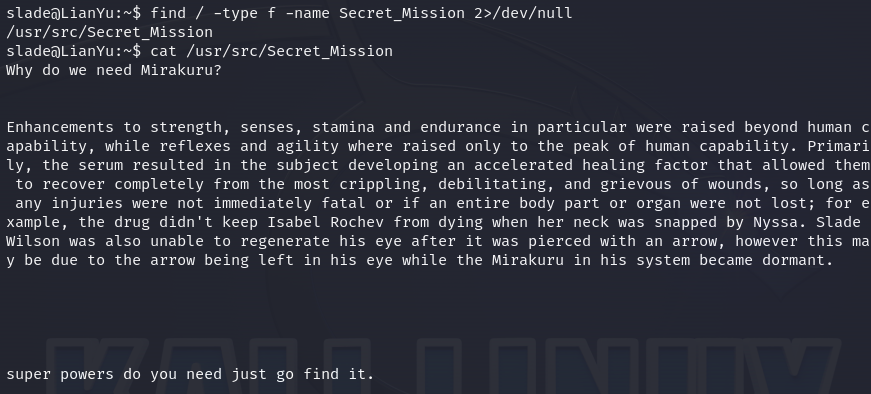 slade@LianYu:~$ find / -type f -name Secret_Mission 2>/dev/null
/usr/src/Secret_Mission
slade@LianYu:~$ cat /usr/src/Secret_Mission
Why do we need Mirakuru?
Enhancements to strength, senses, stamina and endurance in particular were raised beyond human c
apability, while reflexes and agility where raised only to the peak of human capability. Primari
ly, the serum resulted in the subject developing an accelerated healing factor that allowed them
 to recover completely from the most crippling, debilitating, and grievous of wounds, so long as
 any injuries were not immediately fatal or if an entire body part or organ were not lost; for e
xample, the drug didn't keep Isabel Rochev from dying when her neck was snapped by Nyssa. Slade
Wilson was also unable to regenerate his eye after it was pierced with an arrow, however this ma
y be due to the arrow being left in his eye while the Mirakuru in his system became dormant.
KALI LINUX
super powers do you need just go find it.